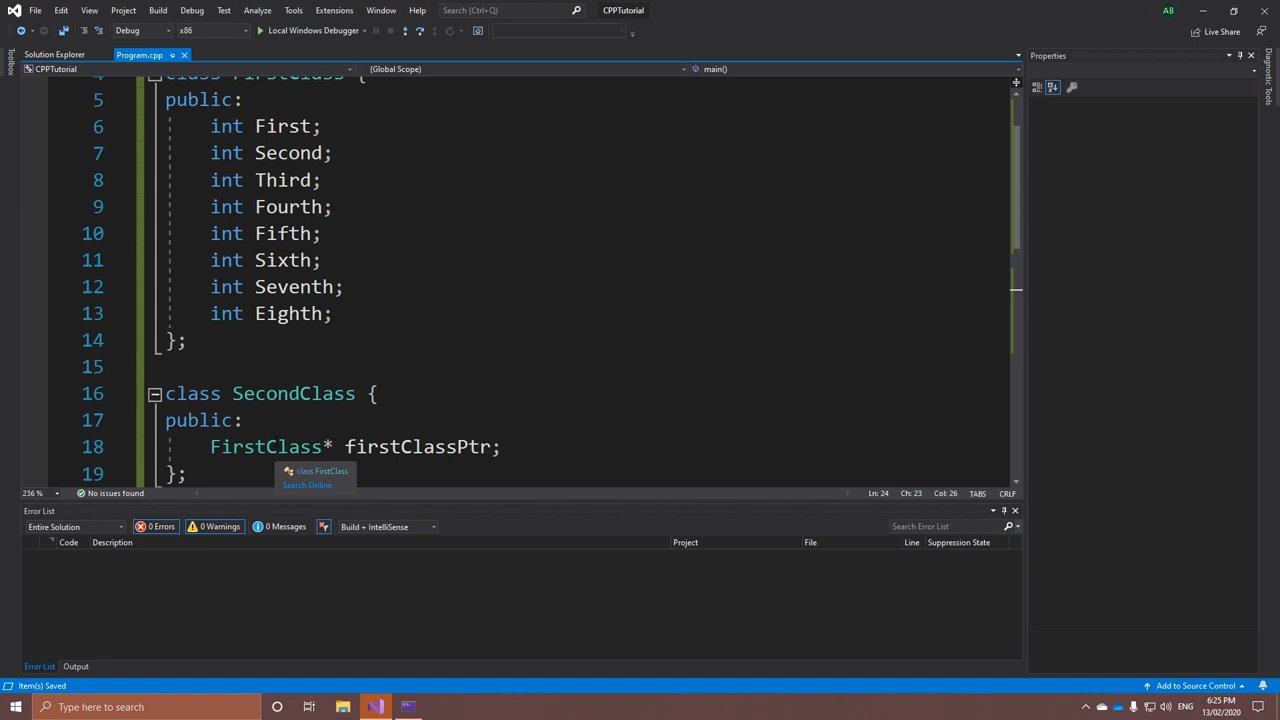 File Edit View Project Build Debug Test Analyze Tools Extensions Window Help Search (Ctrl+Q) CPPTutorial AB
Debug x86 Local Windows Debugger Live Share
Toolbox
Solution Explorer Program.cpp
Properties
Diagnostic Tools
CPPTutorial (Global Scope) main()
4 class FirstClass {
5 public:
6 int First;
7 int Second;
8 int Third;
9 int Fourth;
10 int Fifth;
11 int Sixth;
12 int Seventh;
13 int Eighth;
14 };
15
16 class SecondClass {
17 public:
18 FirstClass* firstClassPtr;
class FirstClass
Search Online
19 };
236 % No issues found Ln: 24 Ch: 23 Col: 26 TABS CRLF
Error List
Entire Solution 0 Errors 0 Warnings 0 Messages Build + IntelliSense Search Error List
Code Description Project File Line Suppression State
Error List Output
Item(s) Saved Add to Source Control
Type here to search ENG 6:25 PM
13/02/2020